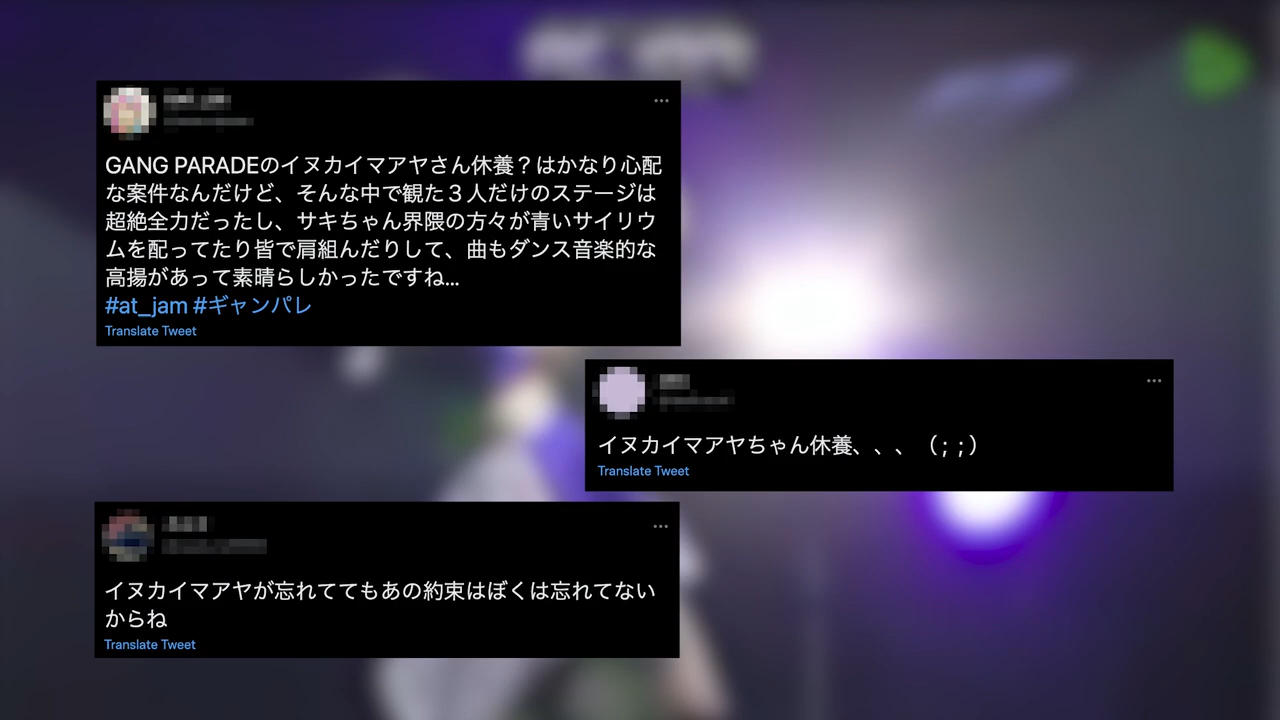 GANG PARADEのイヌカイマアヤさん休養？はかなり心配
な案件なんだけど、そんな中で観た３人だけのステージは
超絶全力だったし、サキちゃん界隈の方々が青いサイリウ
ムを配ってたり皆で肩組んだりして、曲もダンス音楽的な
高揚があって素晴らしかったですね...
#at_jam #ギャンパレ
Translate Tweet
イヌカイマアヤちゃん休養、、、（; ;）
Translate Tweet
イヌカイマアヤが忘れててもあの約束はぼくは忘れてない
からね
Translate Tweet